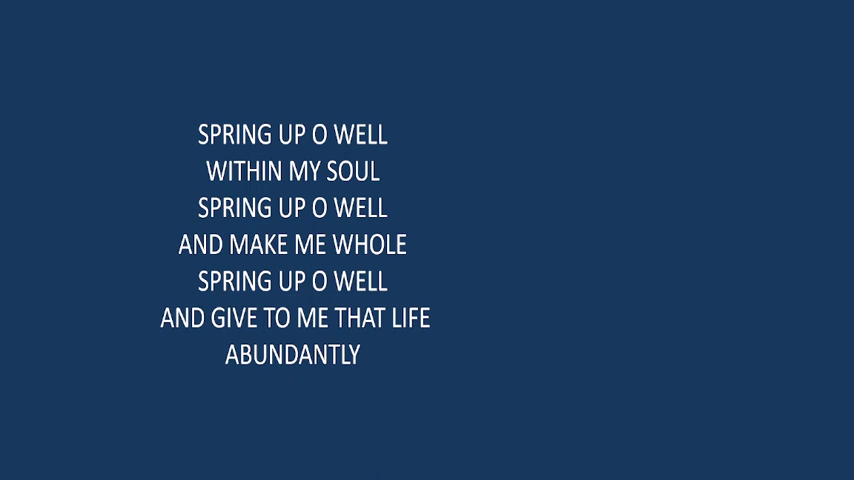 SPRING UP O WELL
WITHIN MY SOUL
SPRING UP O WELL
AND MAKE ME WHOLE
SPRING UP O WELL
AND GIVE TO ME THAT LIFE
ABUNDANTLY